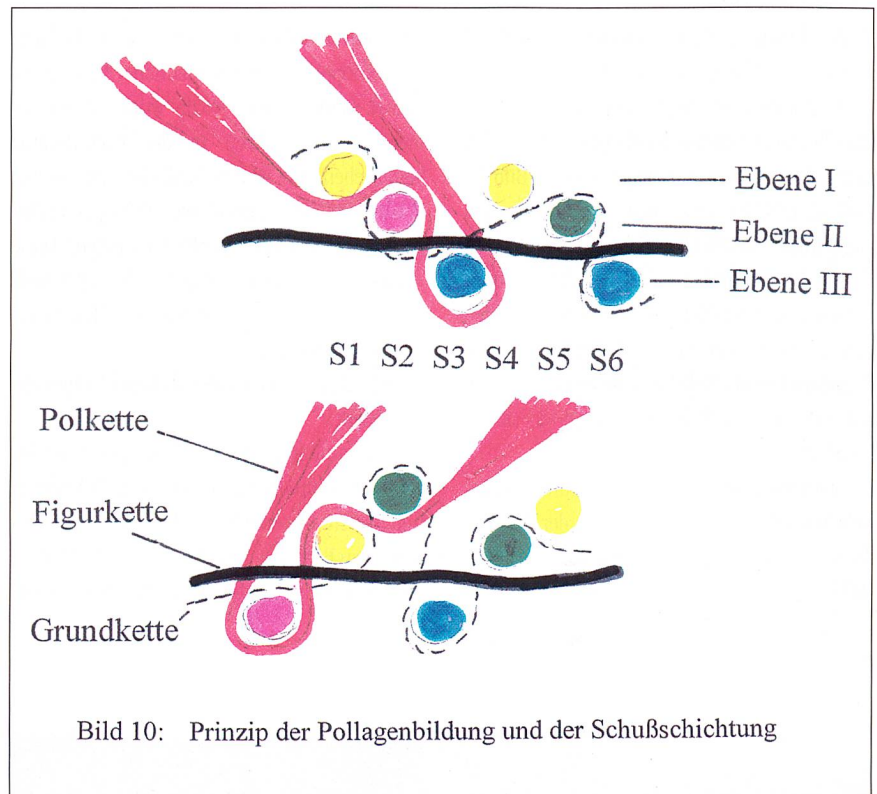 Ebene I
Ebene II
Ebene III
S1 S2 S3 S4 S5 S6
Polkette
Figurkette
Grundkette
Bild 10: Prinzip der Pollagenbildung und der Schußschichtung